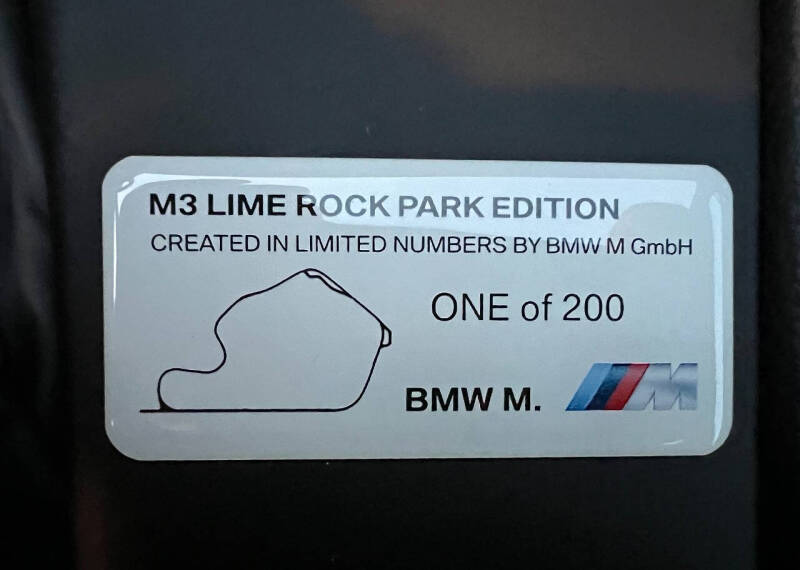 M3 LIME ROCK PARK EDITION
CREATED IN LIMITED NUMBERS BY BMW M GmbH
ONE of 200
BMW M.
M